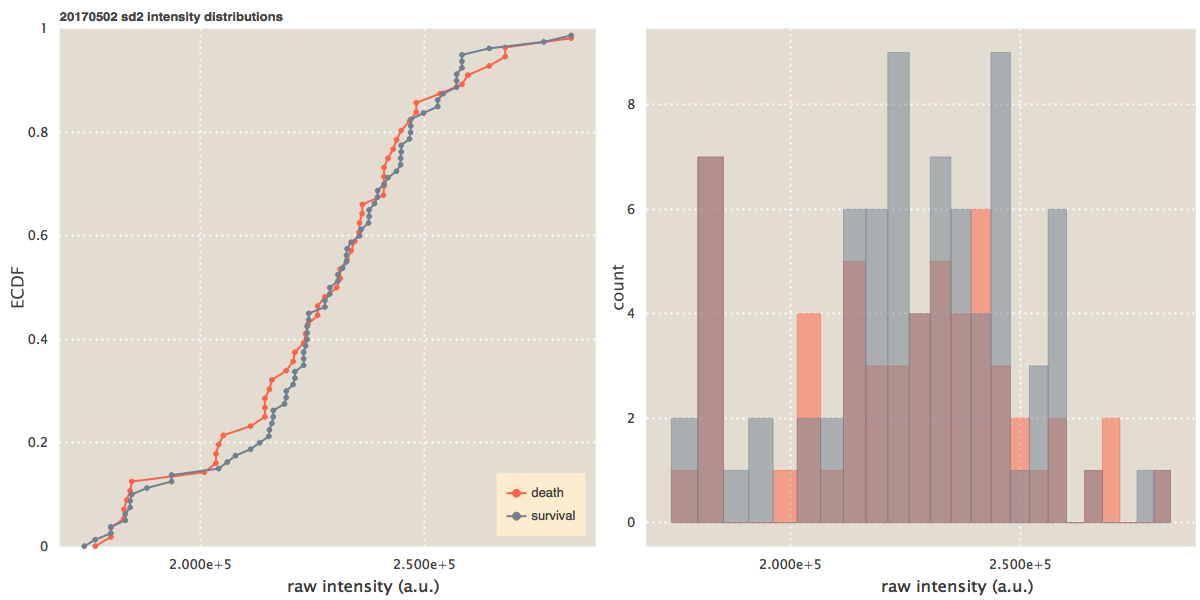 20170502 sd2 intensity distributions
1
0.8
0.6
0.4
0.2
0
ECDF
2.000e+5
2.500e+5
raw intensity (a.u.)
death
survival
8
6
4
2
0
count
2.000e+5
2.500e+5
raw intensity (a.u.)